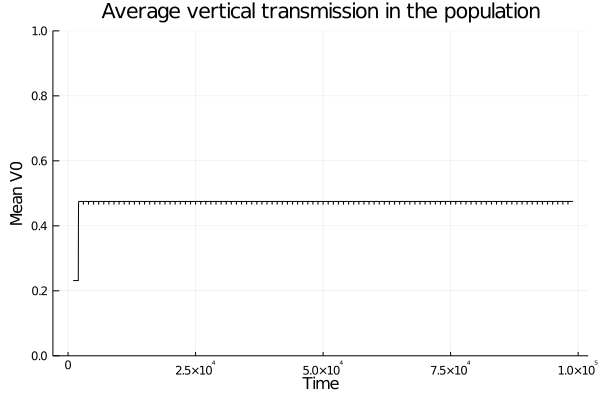 Average vertical transmission in the population
1.0
0.8
0.6
0.4
0.2
0.0
Mean V0
0 2.5×10⁴ 5.0×10⁴ 7.5×10⁴ 1.0×10⁵
Time